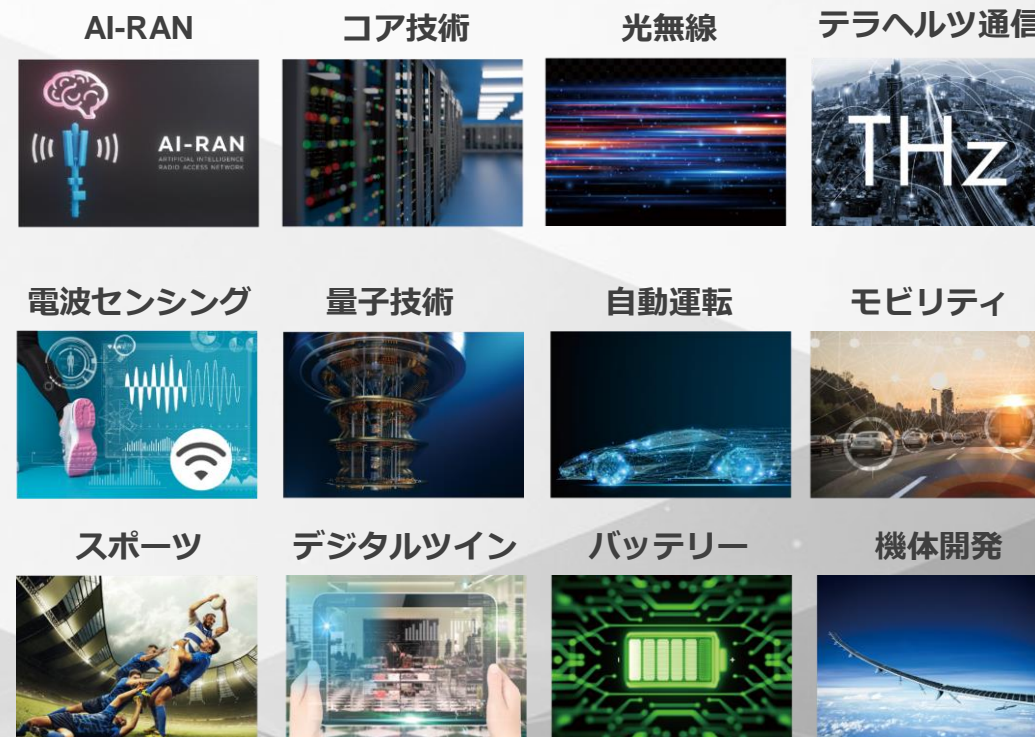 AI-RAN
コア技術
光無線
テラヘルツ通信
AI-RAN
ARTIFICIAL INTELLIGENCE
RADIO ACCESS NETWORK
THz
電波センシング
量子技術
自動運転
モビリティ
スポーツ
デジタルツイン
バッテリー
機体開発